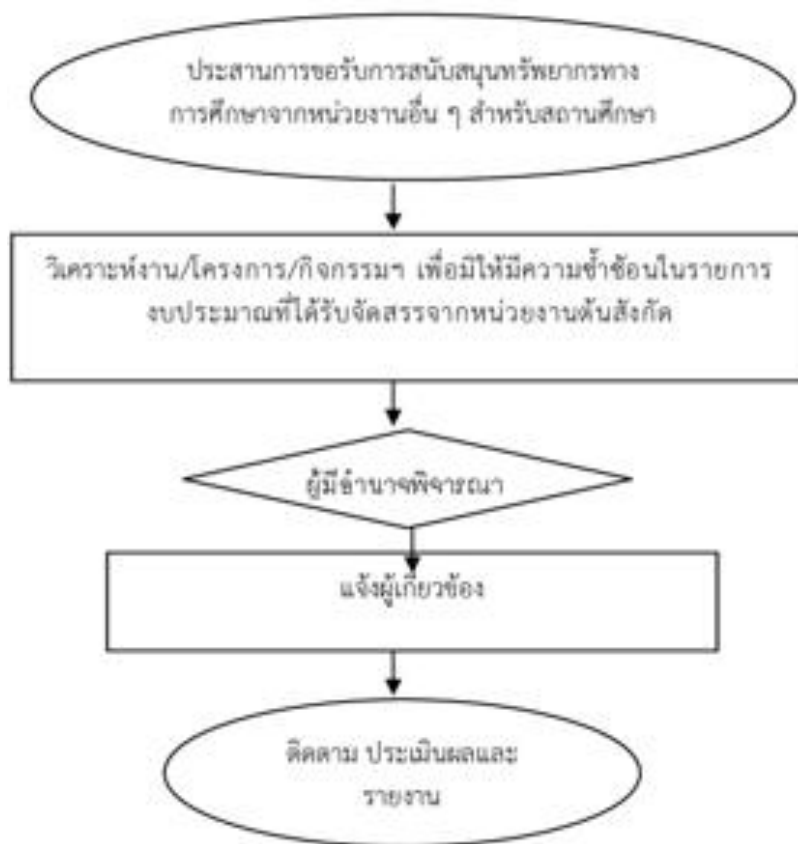 ประสานการขอรับการสนับสนุนทรัพยากรทาง
การศึกษาจากหน่วยงานอื่น ๆ สำหรับสถานศึกษา
วิเคราะห์งาน/โครงการ/กิจกรรมฯ เพื่อมิให้มีความซ้ำซ้อนในรายการ
งบประมาณที่ได้รับจัดสรรจากหน่วยงานต้นสังกัด
ผู้มีอำนาจพิจารณา
แจ้งผู้เกี่ยวข้อง
ติดตาม ประเมินผลและ
รายงาน